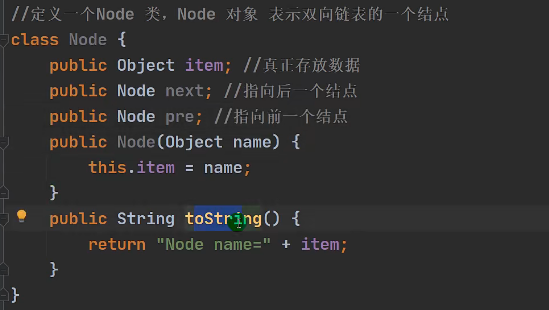 //定义一个Node 类，Node 对象 表示双向链表的一个结点
class Node {
public Object item; //真正存放数据
public Node next; //指向后一个结点
public Node pre; //指向前一个结点
public Node(Object name) {
this.item = name;
}
public String toString() {
return "Node name=" + item;
}
}